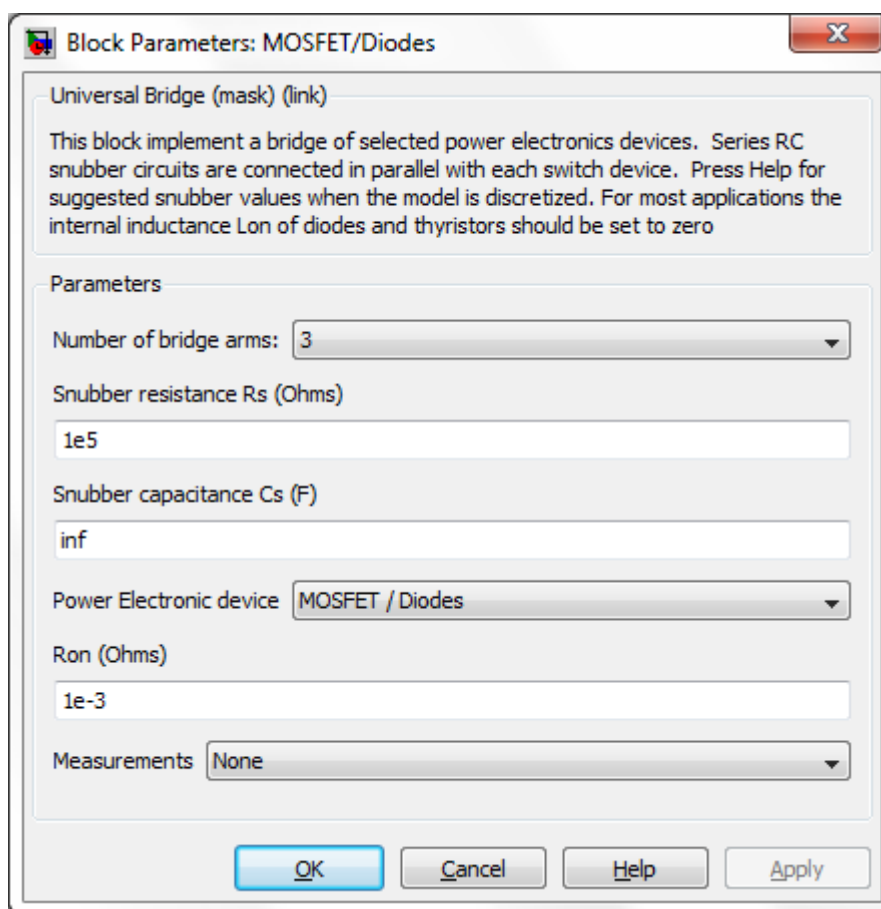 Block Parameters: MOSFET/Diodes
Universal Bridge (mask) (link)
This block implement a bridge of selected power electronics devices.  Series RC
snubber circuits are connected in parallel with each switch device.  Press Help for
suggested snubber values when the model is discretized. For most applications the
internal inductance Lon of diodes and thyristors should be set to zero
Parameters
Number of bridge arms: 3
Snubber resistance Rs (Ohms)
1e5
Snubber capacitance Cs (F)
inf
Power Electronic device MOSFET / Diodes
Ron (Ohms)
1e-3
Measurements None
OK Cancel Help Apply